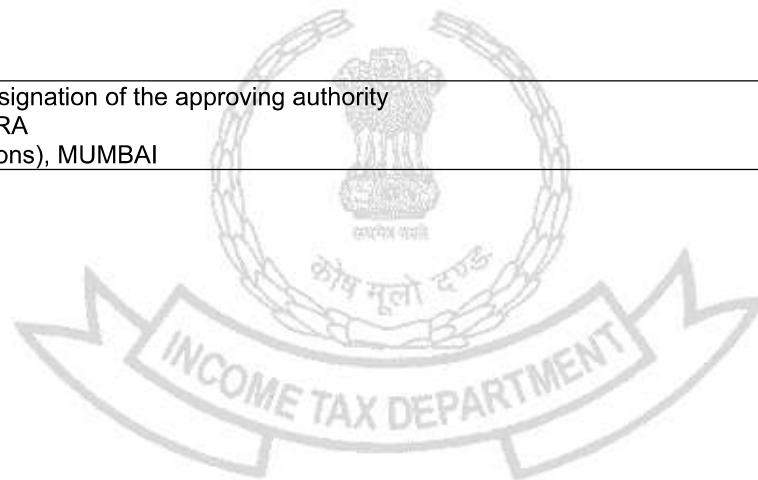 signation of the approving authority
RA
ons), MUMBAI
सत्यमेव जयते
कोष मूलो दण्डः
INCOME TAX DEPARTMENT